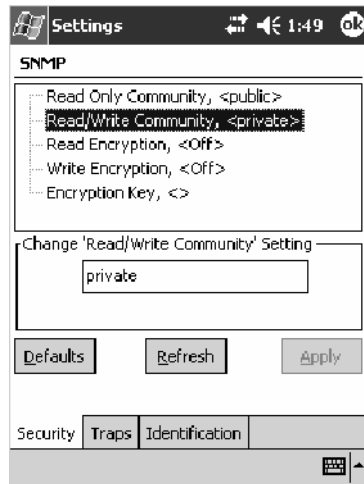 Settings 1:49 ok
SNMP
Read Only Community, <public>
Read/Write Community, <private>
Read Encryption, <Off>
Write Encryption, <Off>
Encryption Key, <>
Change 'Read/Write Community' Setting
private
Defaults Refresh Apply
Security Traps Identification